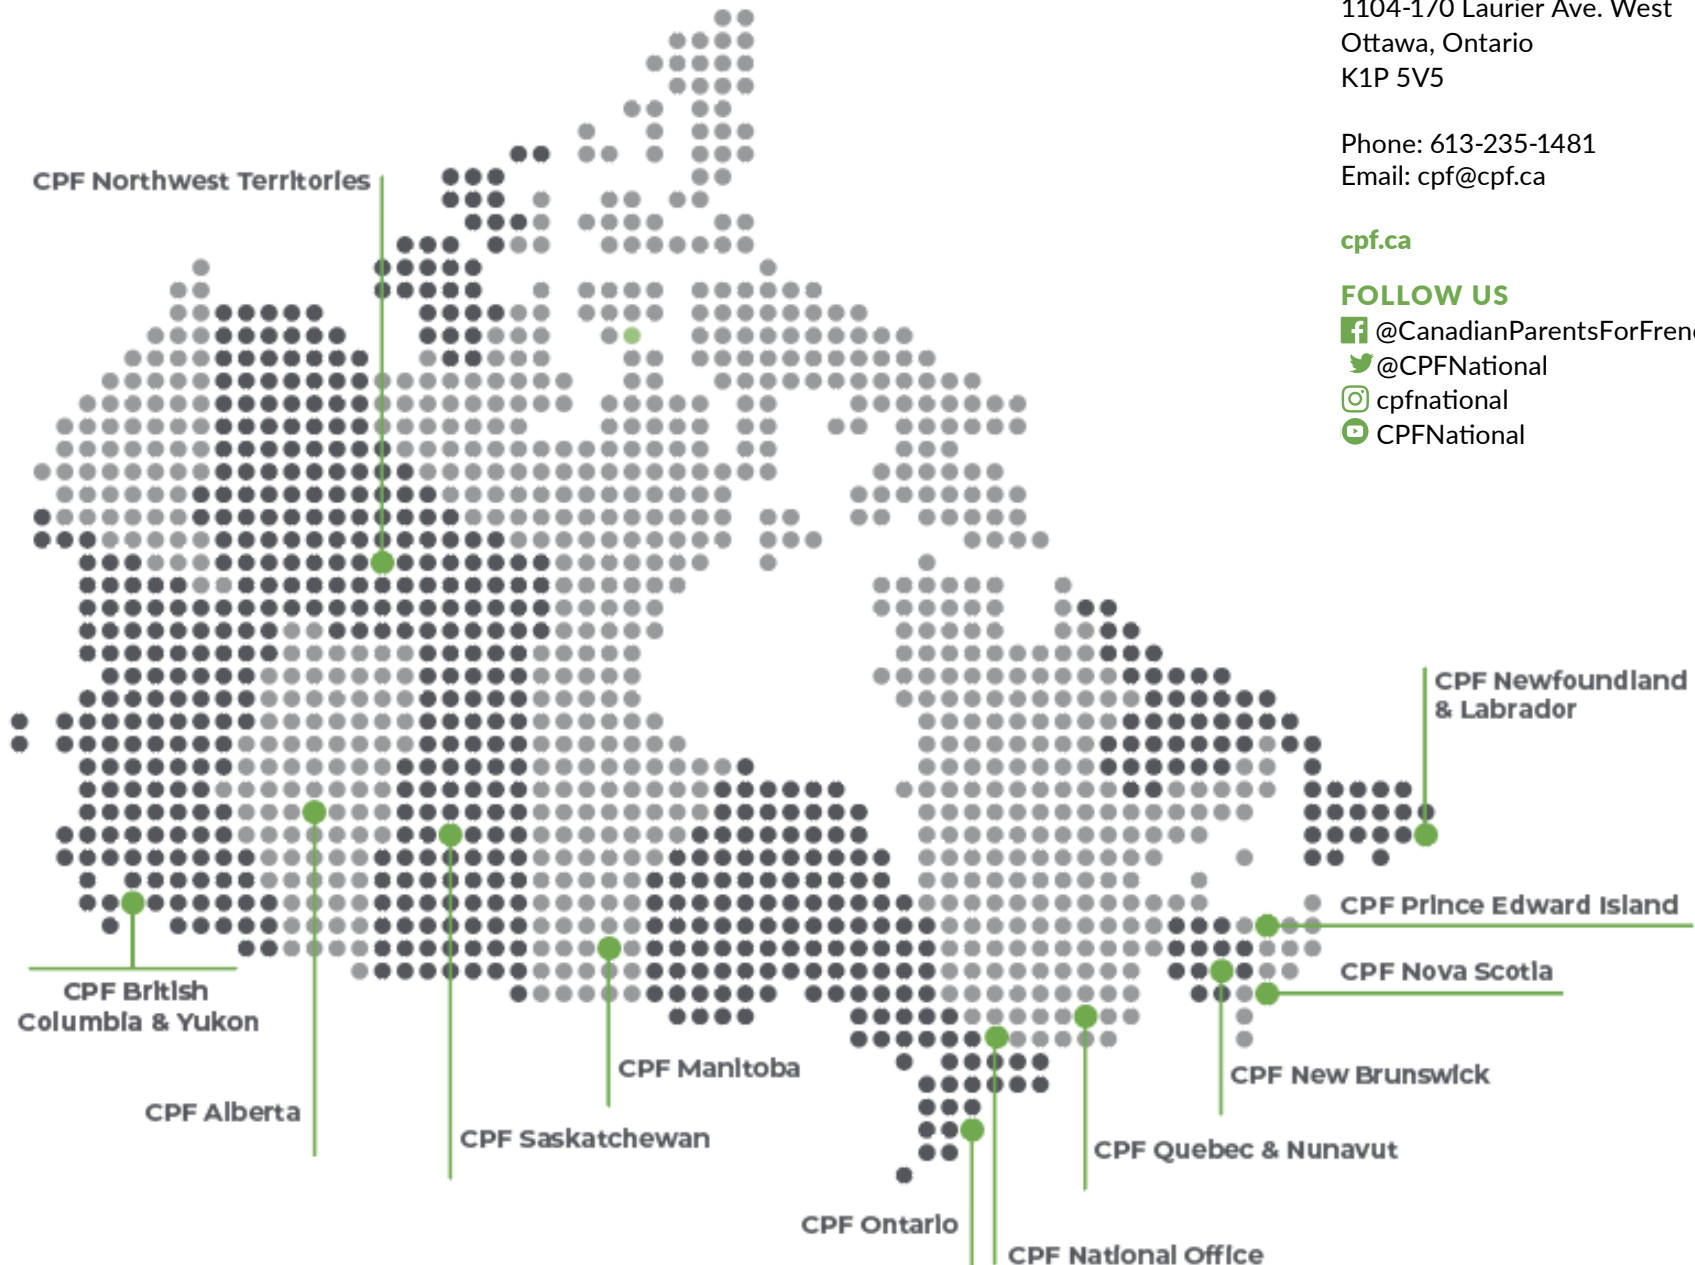 1104-170 Laurier Ave. West
Ottawa, Ontario
K1P 5V5
Phone: 613-235-1481
Email: cpf@cpf.ca
cpf.ca
FOLLOW US
@CanadianParentsForFren
@CPFNational
cpfnational
CPFNational
CPF Northwest Territories
CPF Newfoundland
& Labrador
CPF Prince Edward Island
CPF Nova Scotia
CPF British
Columbia & Yukon
CPF Manitoba
CPF New Brunswick
CPF Alberta
CPF Saskatchewan
CPF Quebec & Nunavut
CPF Ontario
CPF National Office